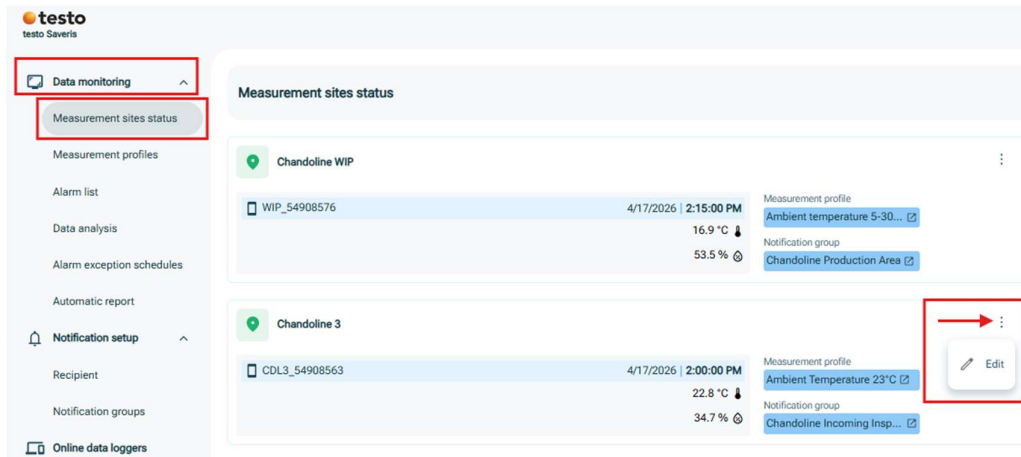 testo
testo Saveris
Data monitoring
Measurement sites status
Measurement profiles
Alarm list
Data analysis
Alarm exception schedules
Automatic report
Notification setup
Recipient
Notification groups
Online data loggers
Measurement sites status
Chandoline WIP
WIP_54908576 4/17/2026 | 2:15:00 PM
16.9 °C
53.5 %
Measurement profile
Ambient temperature 5-30...
Notification group
Chandoline Production Area
Chandoline 3
CDL3_54908563 4/17/2026 | 2:00:00 PM
22.8 °C
34.7 %
Measurement profile
Ambient Temperature 23°C
Notification group
Chandoline Incoming Insp...
Edit